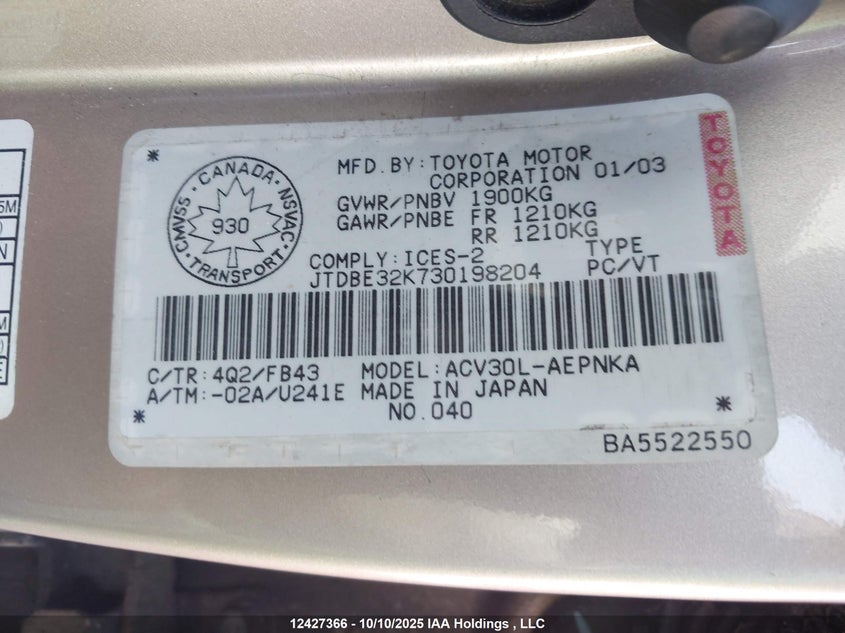 CANADA
CMVSS
NSVAC
930
TRANSPORT
MFD.BY:TOYOTA MOTOR
CORPORATION 01/03
GVWR/PNBV 1900KG
GAWR/PNBE FR 1210KG
RR 1210KG
COMPLY:ICES-2
TYPE
JTDBE32K730198204
PC/VT
TOYOTA
C/TR:4Q2/FB43 MODEL:ACV30L-AEPNKA
A/TM:-02A/U241E MADE IN JAPAN
NO.040
BA5522550
5M
)
N
M
)
E
12427366 - 10/10/2025 IAA Holdings , LLC